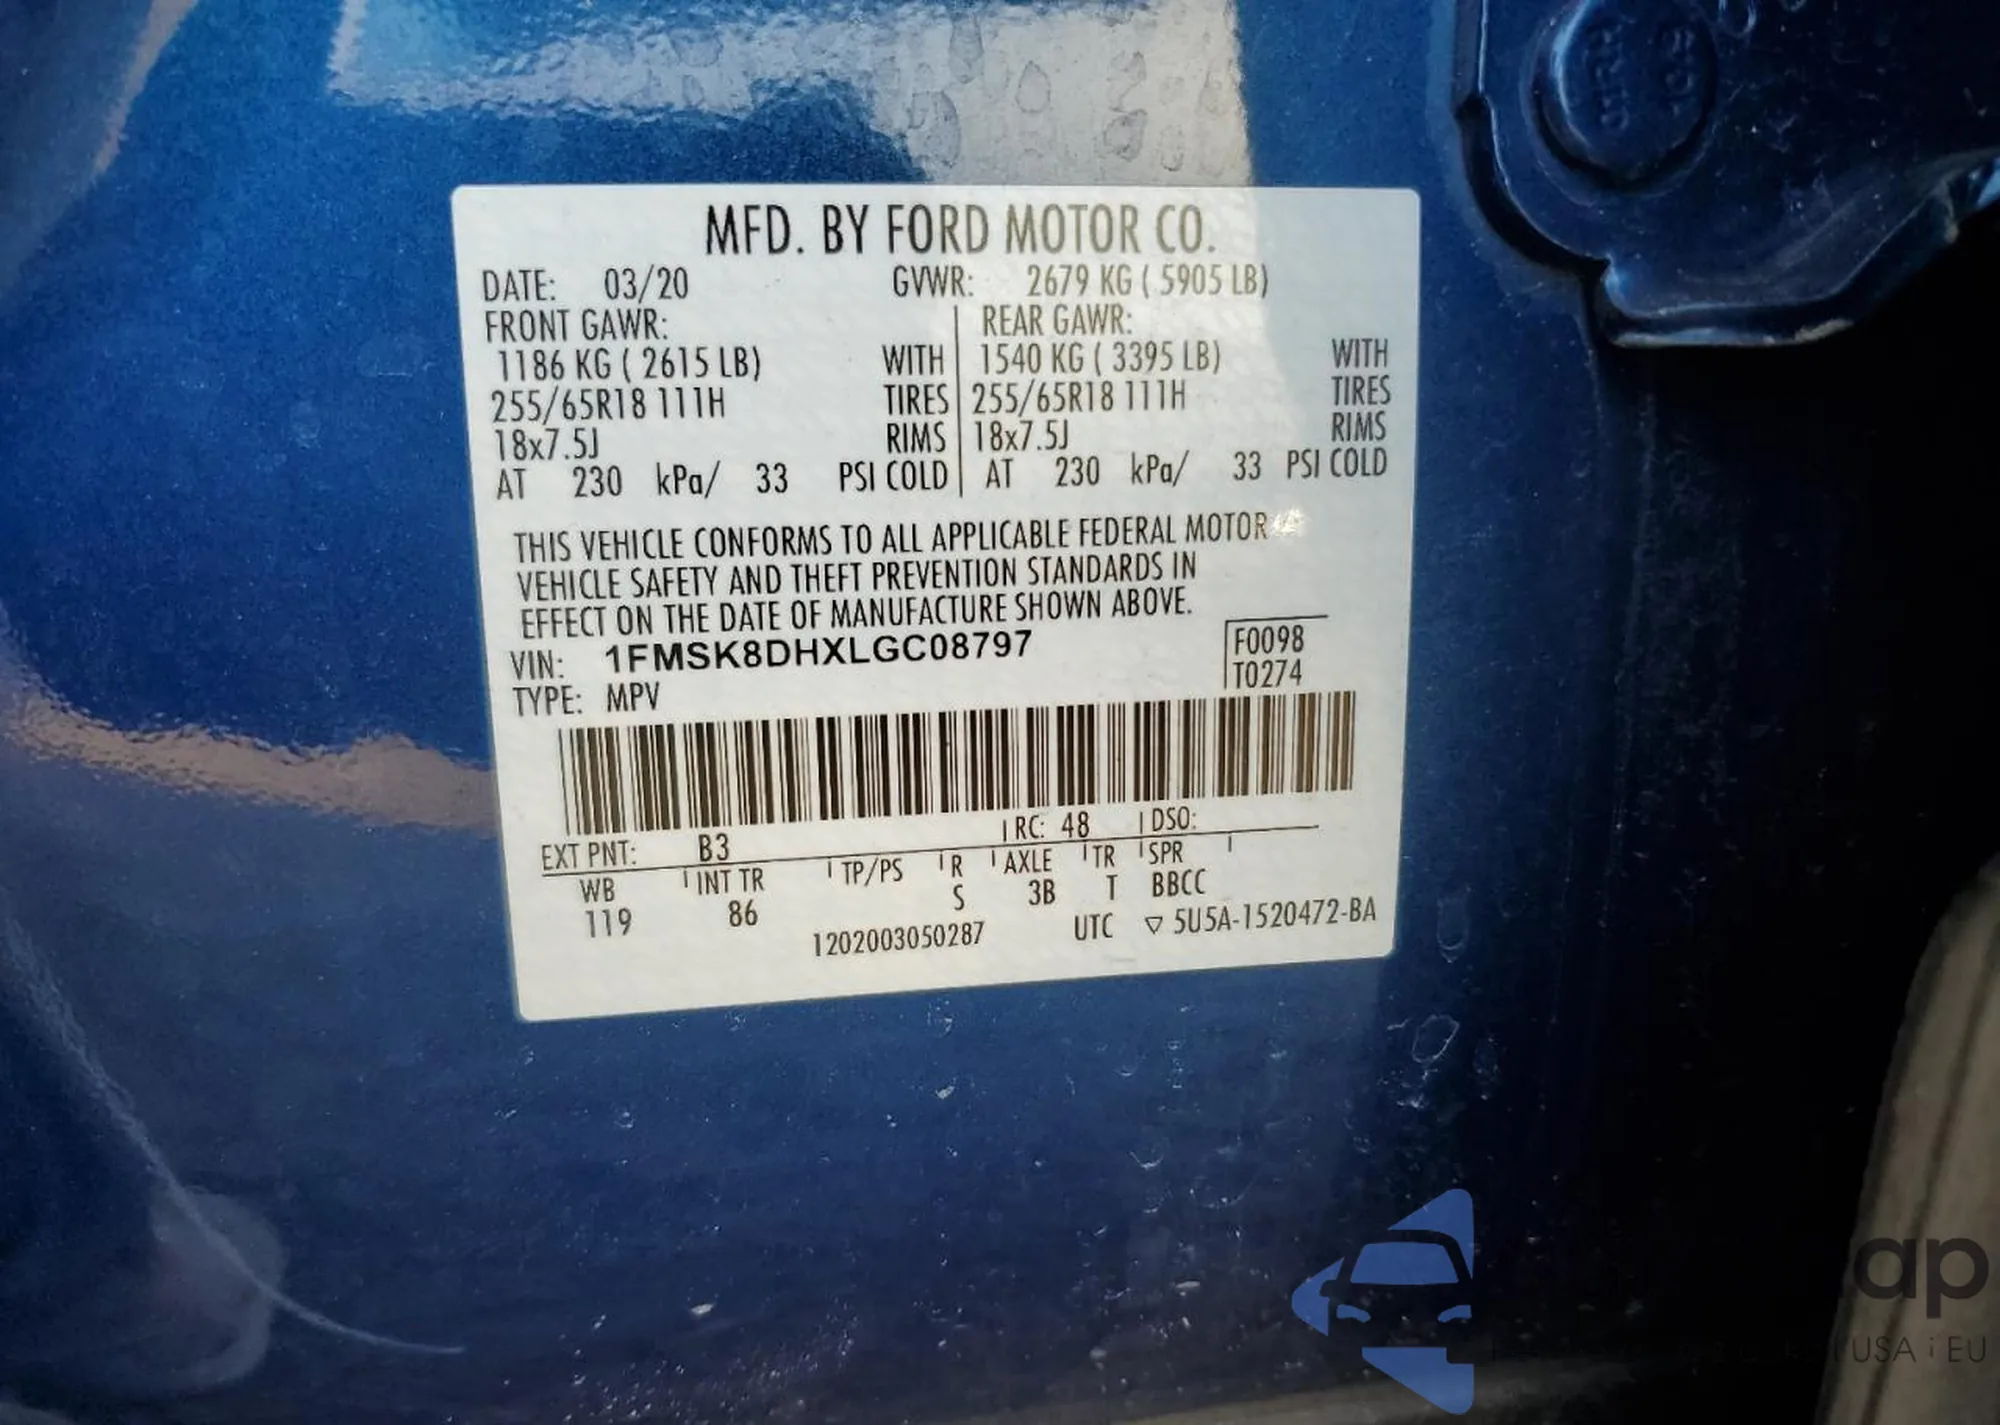 MFD. BY FORD MOTOR CO.
DATE: 03/20 GVWR: 2679 KG ( 5905 LB)
FRONT GAWR: REAR GAWR:
1186 KG ( 2615 LB) WITH 1540 KG ( 3395 LB) WITH
255/65R18 111H TIRES 255/65R18 111H TIRES
18x7.5J RIMS 18x7.5J RIMS
AT 230 kPa/ 33 PSI COLD AT 230 kPa/ 33 PSI COLD
THIS VEHICLE CONFORMS TO ALL APPLICABLE FEDERAL MOTOR
VEHICLE SAFETY AND THEFT PREVENTION STANDARDS IN
EFFECT ON THE DATE OF MANUFACTURE SHOWN ABOVE.
VIN: 1FMSK8DHXLGC08797 F0098
TYPE: MPV T0274
EXT PNT: B3 RC: 48 DSO:
WB INT TR TP/PS R AXLE TR SPR
119 86 S 3B T BBCC
1202003050287 UTC ▽ 5U5A-1520472-BA
USA i EU